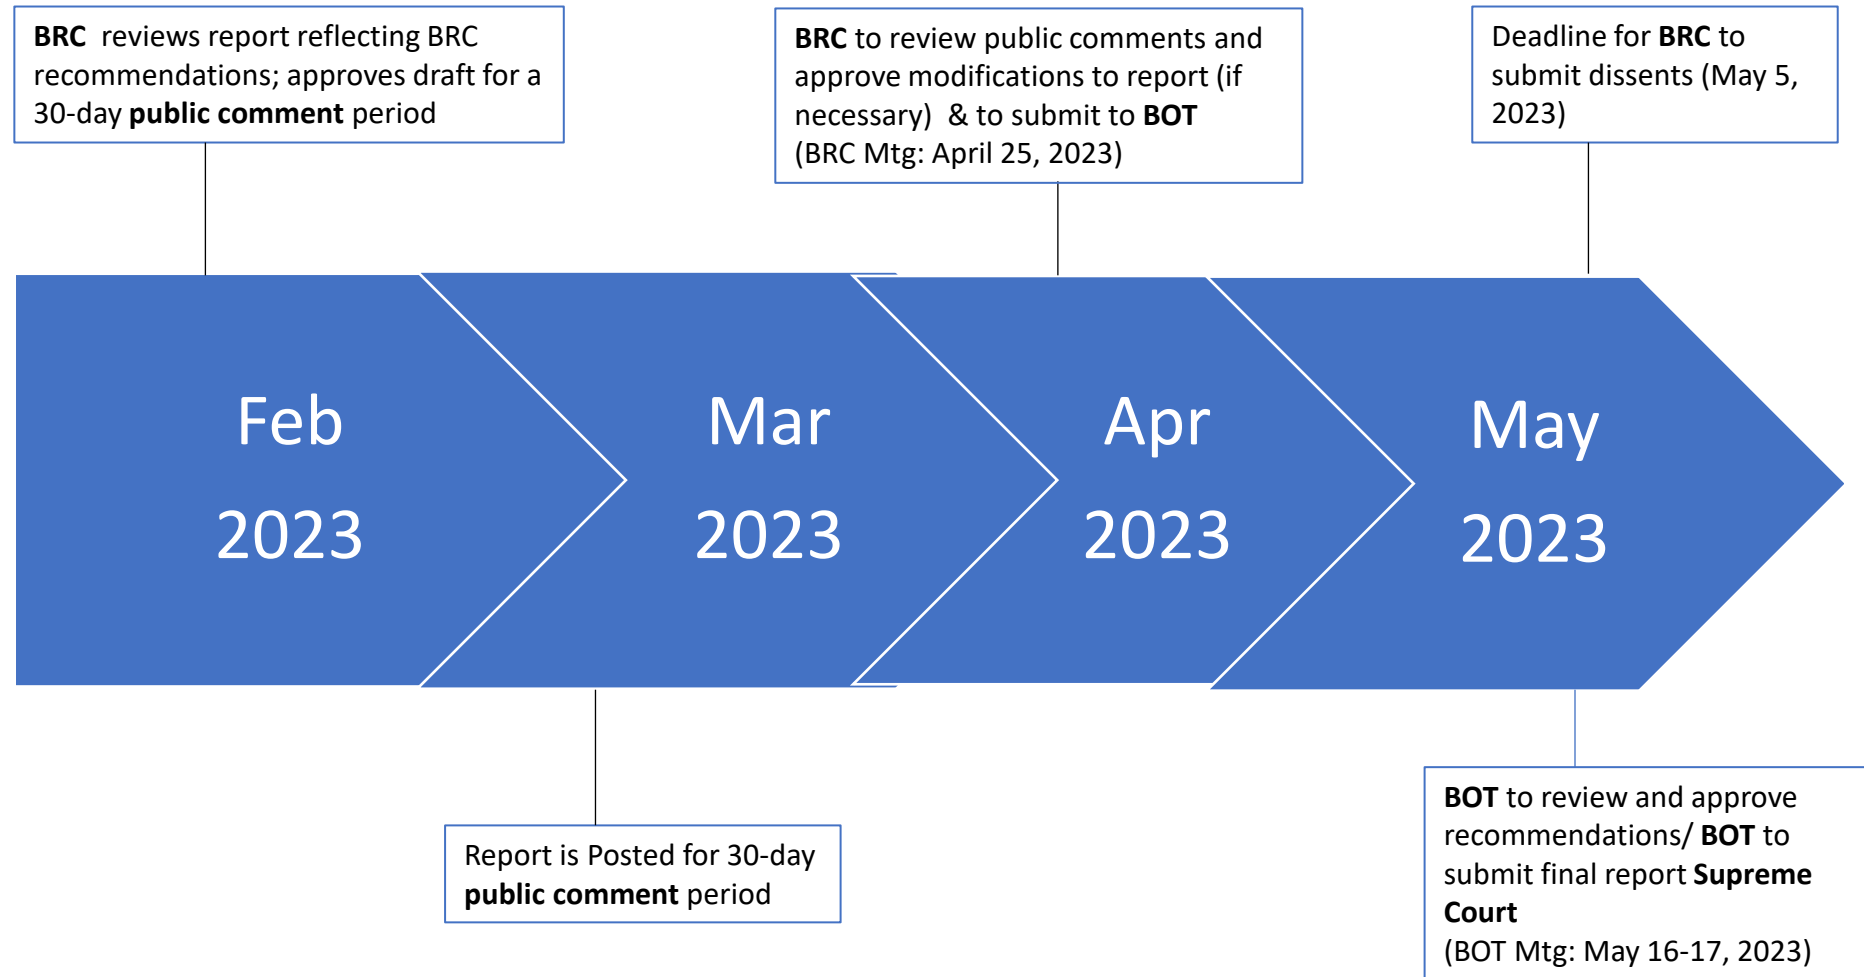 BRC  reviews report reflecting BRC
recommendations; approves draft for a
30-day public comment period
BRC to review public comments and
approve modifications to report (if
necessary)  & to submit to BOT
(BRC Mtg: April 25, 2023)
Deadline for BRC to
submit dissents (May 5,
2023)
Feb
2023
Mar
2023
Apr
2023
May
2023
Report is Posted for 30-day
public comment period
BOT to review and approve
recommendations/ BOT to
submit final report Supreme
Court
(BOT Mtg: May 16-17, 2023)